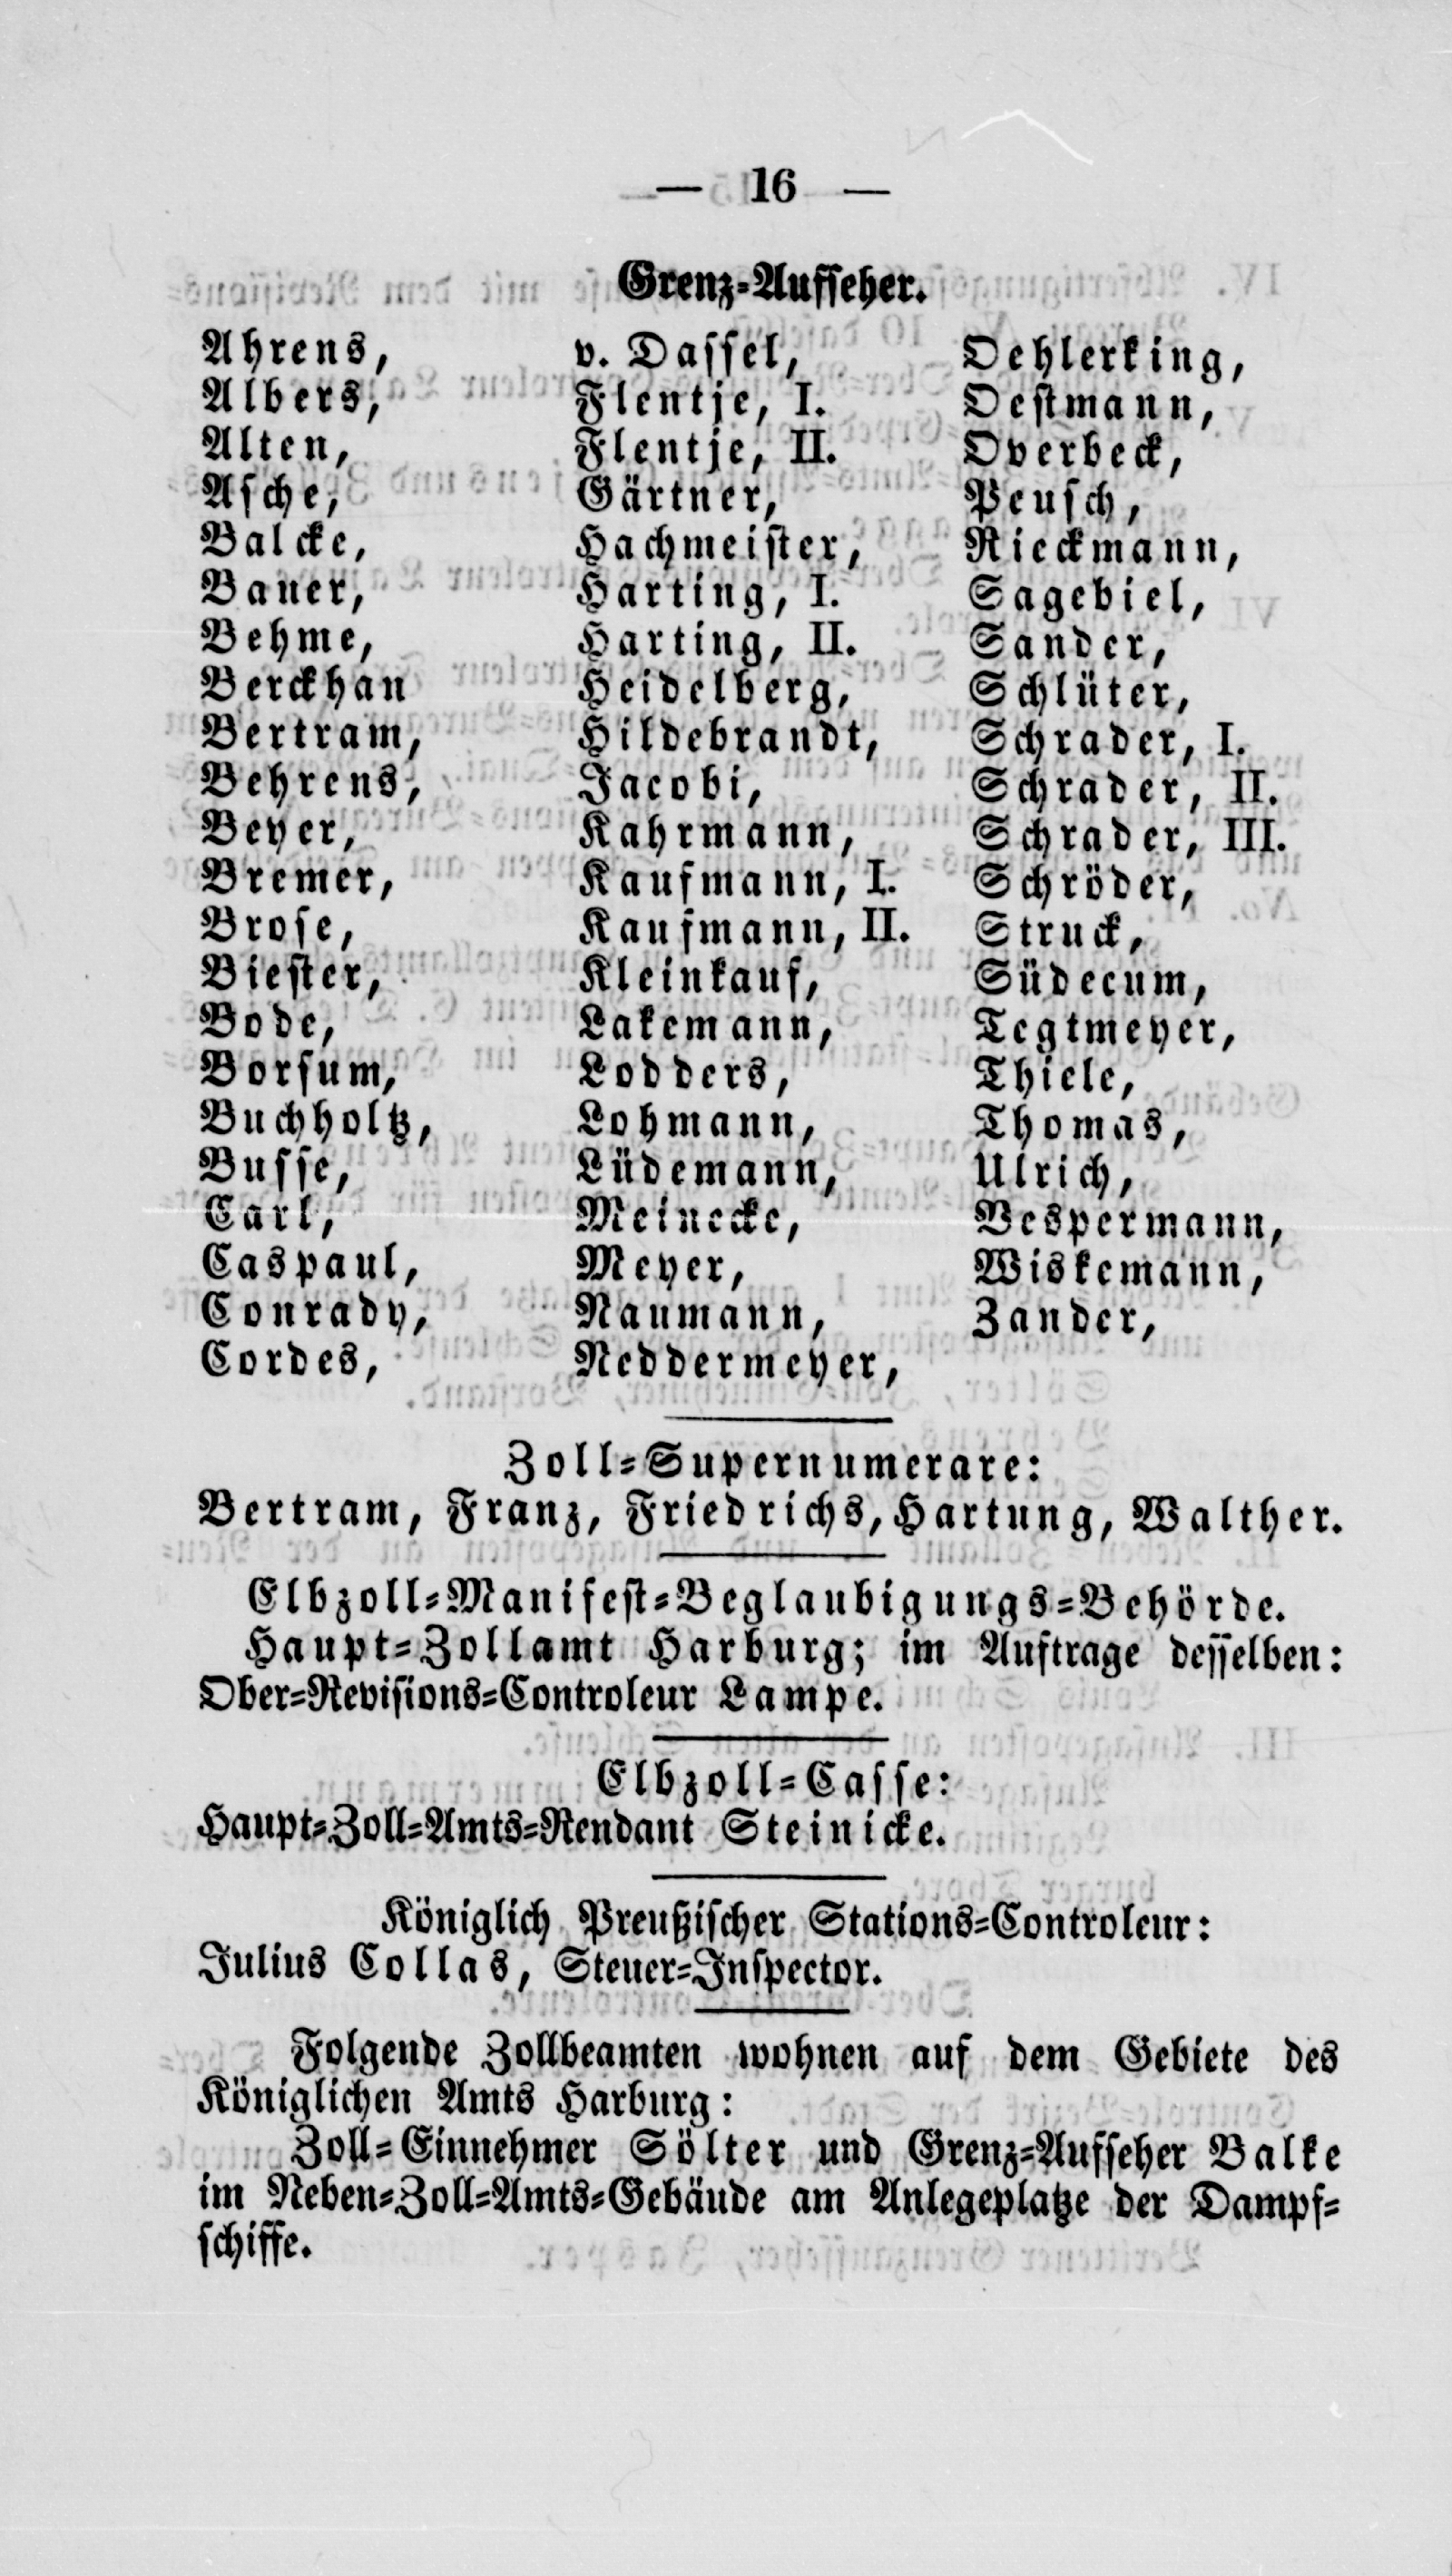 — 16 —
Grenz-Aufseher.
Ahrens,
Albers,
Alten,
Asche,
Balcke,
Bauer,
Behme,
Berckhan
Bertram,
Behrens,
Beyer,
Bremer,
Brose,
Biester,
Bode,
Borsum,
Buchholtz,
Busse,
Carl,
Caspaul,
Conrady,
Cordes,
v. Dassel,
Flentje, I.
Flentje, II.
Gärtner,
Hachmeister,
Harting, I.
Harting, II.
Heidelberg,
Hildebrandt,
Jacobi,
Kahrmann,
Kaufmann, I.
Kaufmann, II.
Kleinkauf,
Lakemann,
Lodders,
Lohmann,
Lüdemann,
Meinecke,
Meyer,
Naumann,
Neddermeyer,
Oehlerking,
Oestmann,
Overbeck,
Peusch,
Rieckmann,
Sagebiel,
Sander,
Schlüter,
Schrader, I.
Schrader, II.
Schrader, III.
Schröder,
Struck,
Südecum,
Tegtmeyer,
Thiele,
Thomas,
Ulrich,
Vespermann,
Wiskemann,
Zander,
Zoll-Supernumerare:
Bertram, Franz, Friedrichs, Hartung, Walther.
Elbzoll-Manifest-Beglaubigungs-Behörde.
Haupt-Zollamt Harburg; im Auftrage desselben:
Ober-Revisions-Controleur Lampe.
Elbzoll-Casse:
Haupt-Zoll-Amts-Rendant Steinicke.
Königlich Preußischer Stations-Controleur:
Julius Collas, Steuer-Inspector.
Folgende Zollbeamten wohnen auf dem Gebiete des
Königlichen Amts Harburg:
Zoll-Einnehmer Sölter und Grenz-Aufseher Balke
im Neben-Zoll-Amts-Gebäude am Anlegeplatze der Dampf-
schiffe.